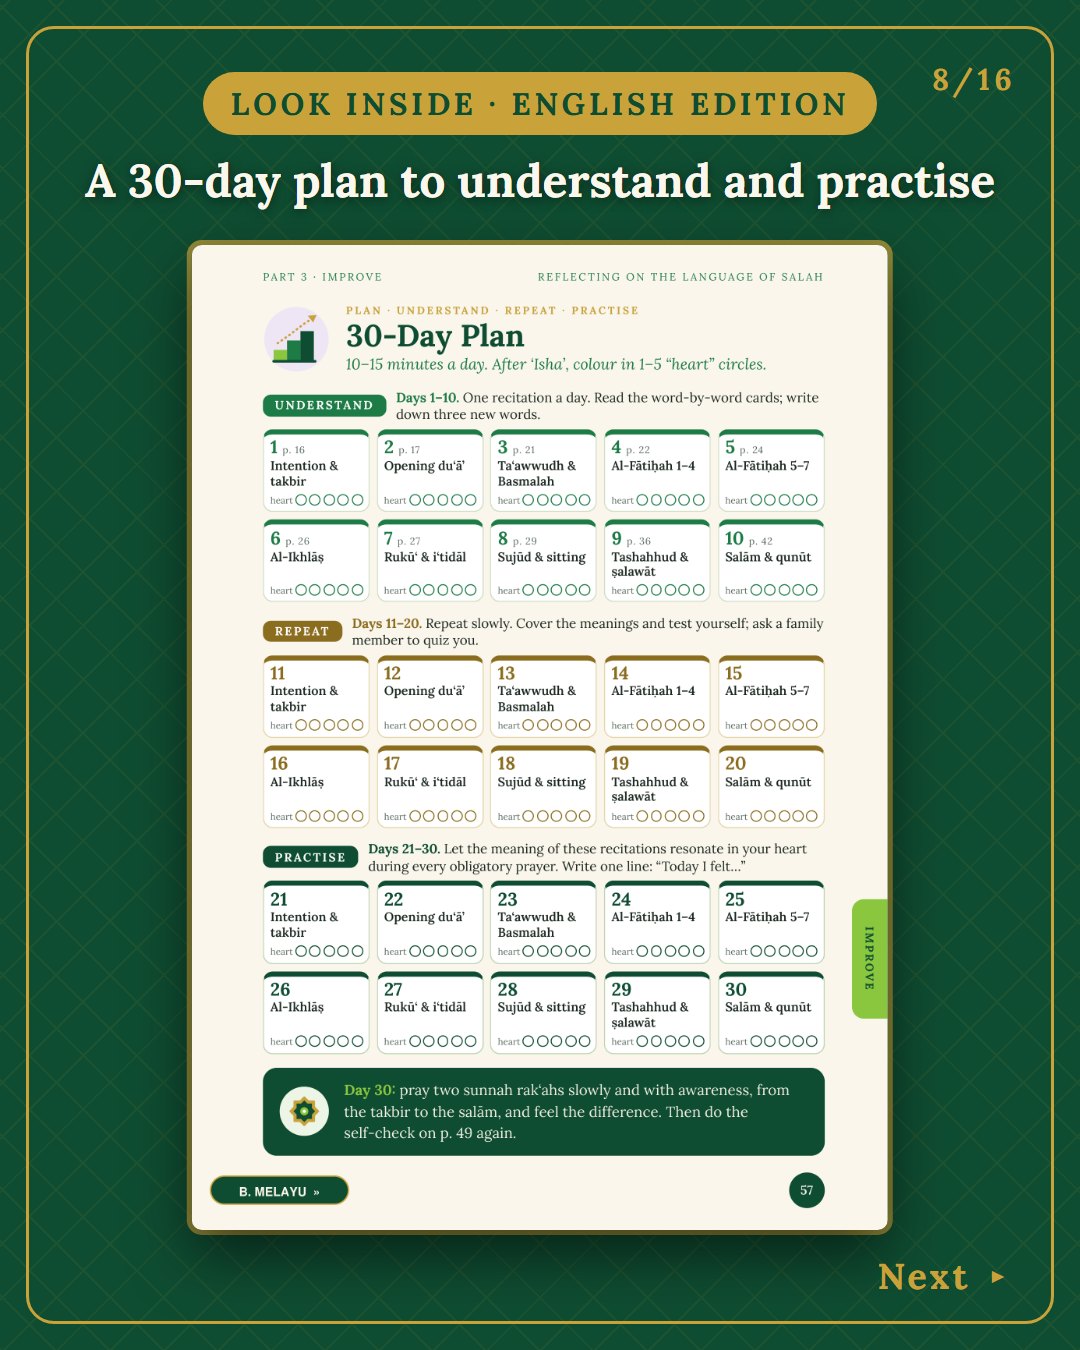 8/16
LOOK INSIDE · ENGLISH EDITION
A 30-day plan to understand and practise
PART 3 · IMPROVE
REFLECTING ON THE LANGUAGE OF SALAH
PLAN · UNDERSTAND · REPEAT · PRACTISE
30-Day Plan
10–15 minutes a day. After ‘Isha’, colour in 1–5 “heart” circles.
UNDERSTAND
Days 1–10. One recitation a day. Read the word-by-word cards; write
down three new words.
1 p. 16
Intention &
takbir
heart
2 p. 17
Opening du‘ā’
heart
3 p. 21
Ta‘awwudh &
Basmalah
heart
4 p. 22
Al-Fātiḥah 1–4
heart
5 p. 24
Al-Fātiḥah 5–7
heart
6 p. 26
Al-Ikhlāṣ
heart
7 p. 27
Rukū‘ & i‘tidāl
heart
8 p. 29
Sujūd & sitting
heart
9 p. 36
Tashahhud &
ṣalawāt
heart
10 p. 42
Salām & qunūt
heart
REPEAT
Days 11–20. Repeat slowly. Cover the meanings and test yourself; ask a family
member to quiz you.
11
Intention &
takbir
heart
12
Opening du‘ā’
heart
13
Ta‘awwudh &
Basmalah
heart
14
Al-Fātiḥah 1–4
heart
15
Al-Fātiḥah 5–7
heart
16
Al-Ikhlāṣ
heart
17
Rukū‘ & i‘tidāl
heart
18
Sujūd & sitting
heart
19
Tashahhud &
ṣalawāt
heart
20
Salām & qunūt
heart
PRACTISE
Days 21–30. Let the meaning of these recitations resonate in your heart
during every obligatory prayer. Write one line: “Today I felt…”
21
Intention &
takbir
heart
22
Opening du‘ā’
heart
23
Ta‘awwudh &
Basmalah
heart
24
Al-Fātiḥah 1–4
heart
25
Al-Fātiḥah 5–7
heart
26
Al-Ikhlāṣ
heart
27
Rukū‘ & i‘tidāl
heart
28
Sujūd & sitting
heart
29
Tashahhud &
ṣalawāt
heart
30
Salām & qunūt
heart
IMPROVE
Day 30: pray two sunnah rak‘ahs slowly and with awareness, from
the takbir to the salām, and feel the difference. Then do the
self-check on p. 49 again.
B. MELAYU »
57
Next ►